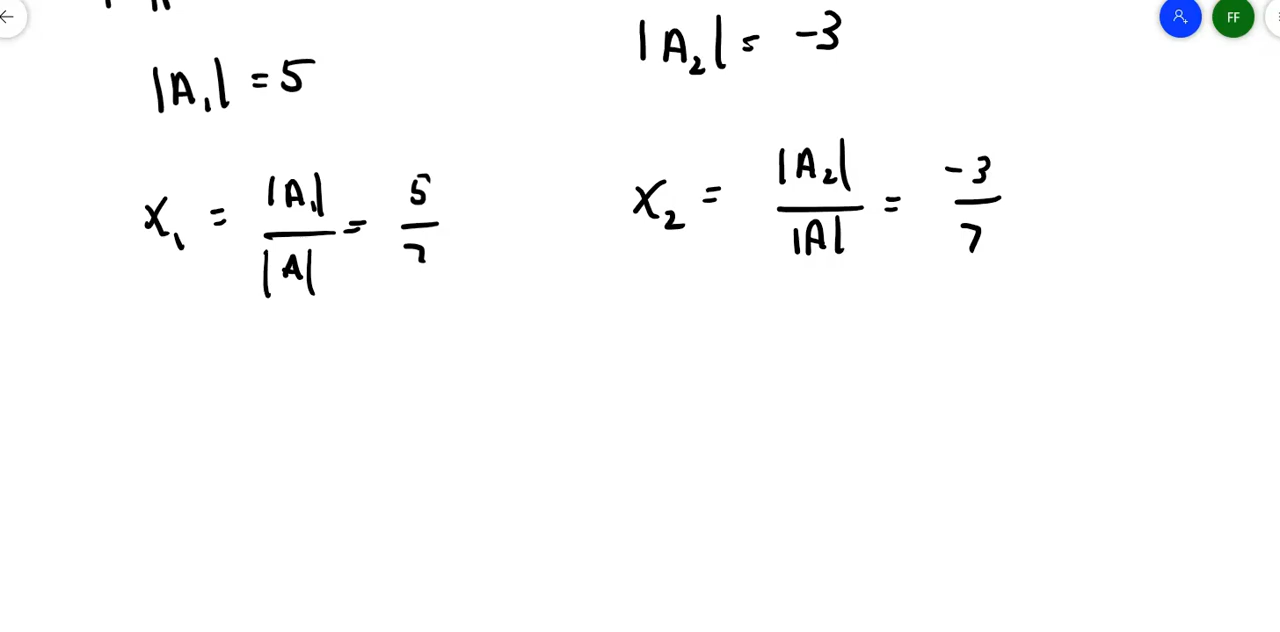 FF
|A₁| = 5
|A₂| = -3
x₁ = |A₁| / |A| = 5/7
x₂ = |A₂| / |A| = -3/7